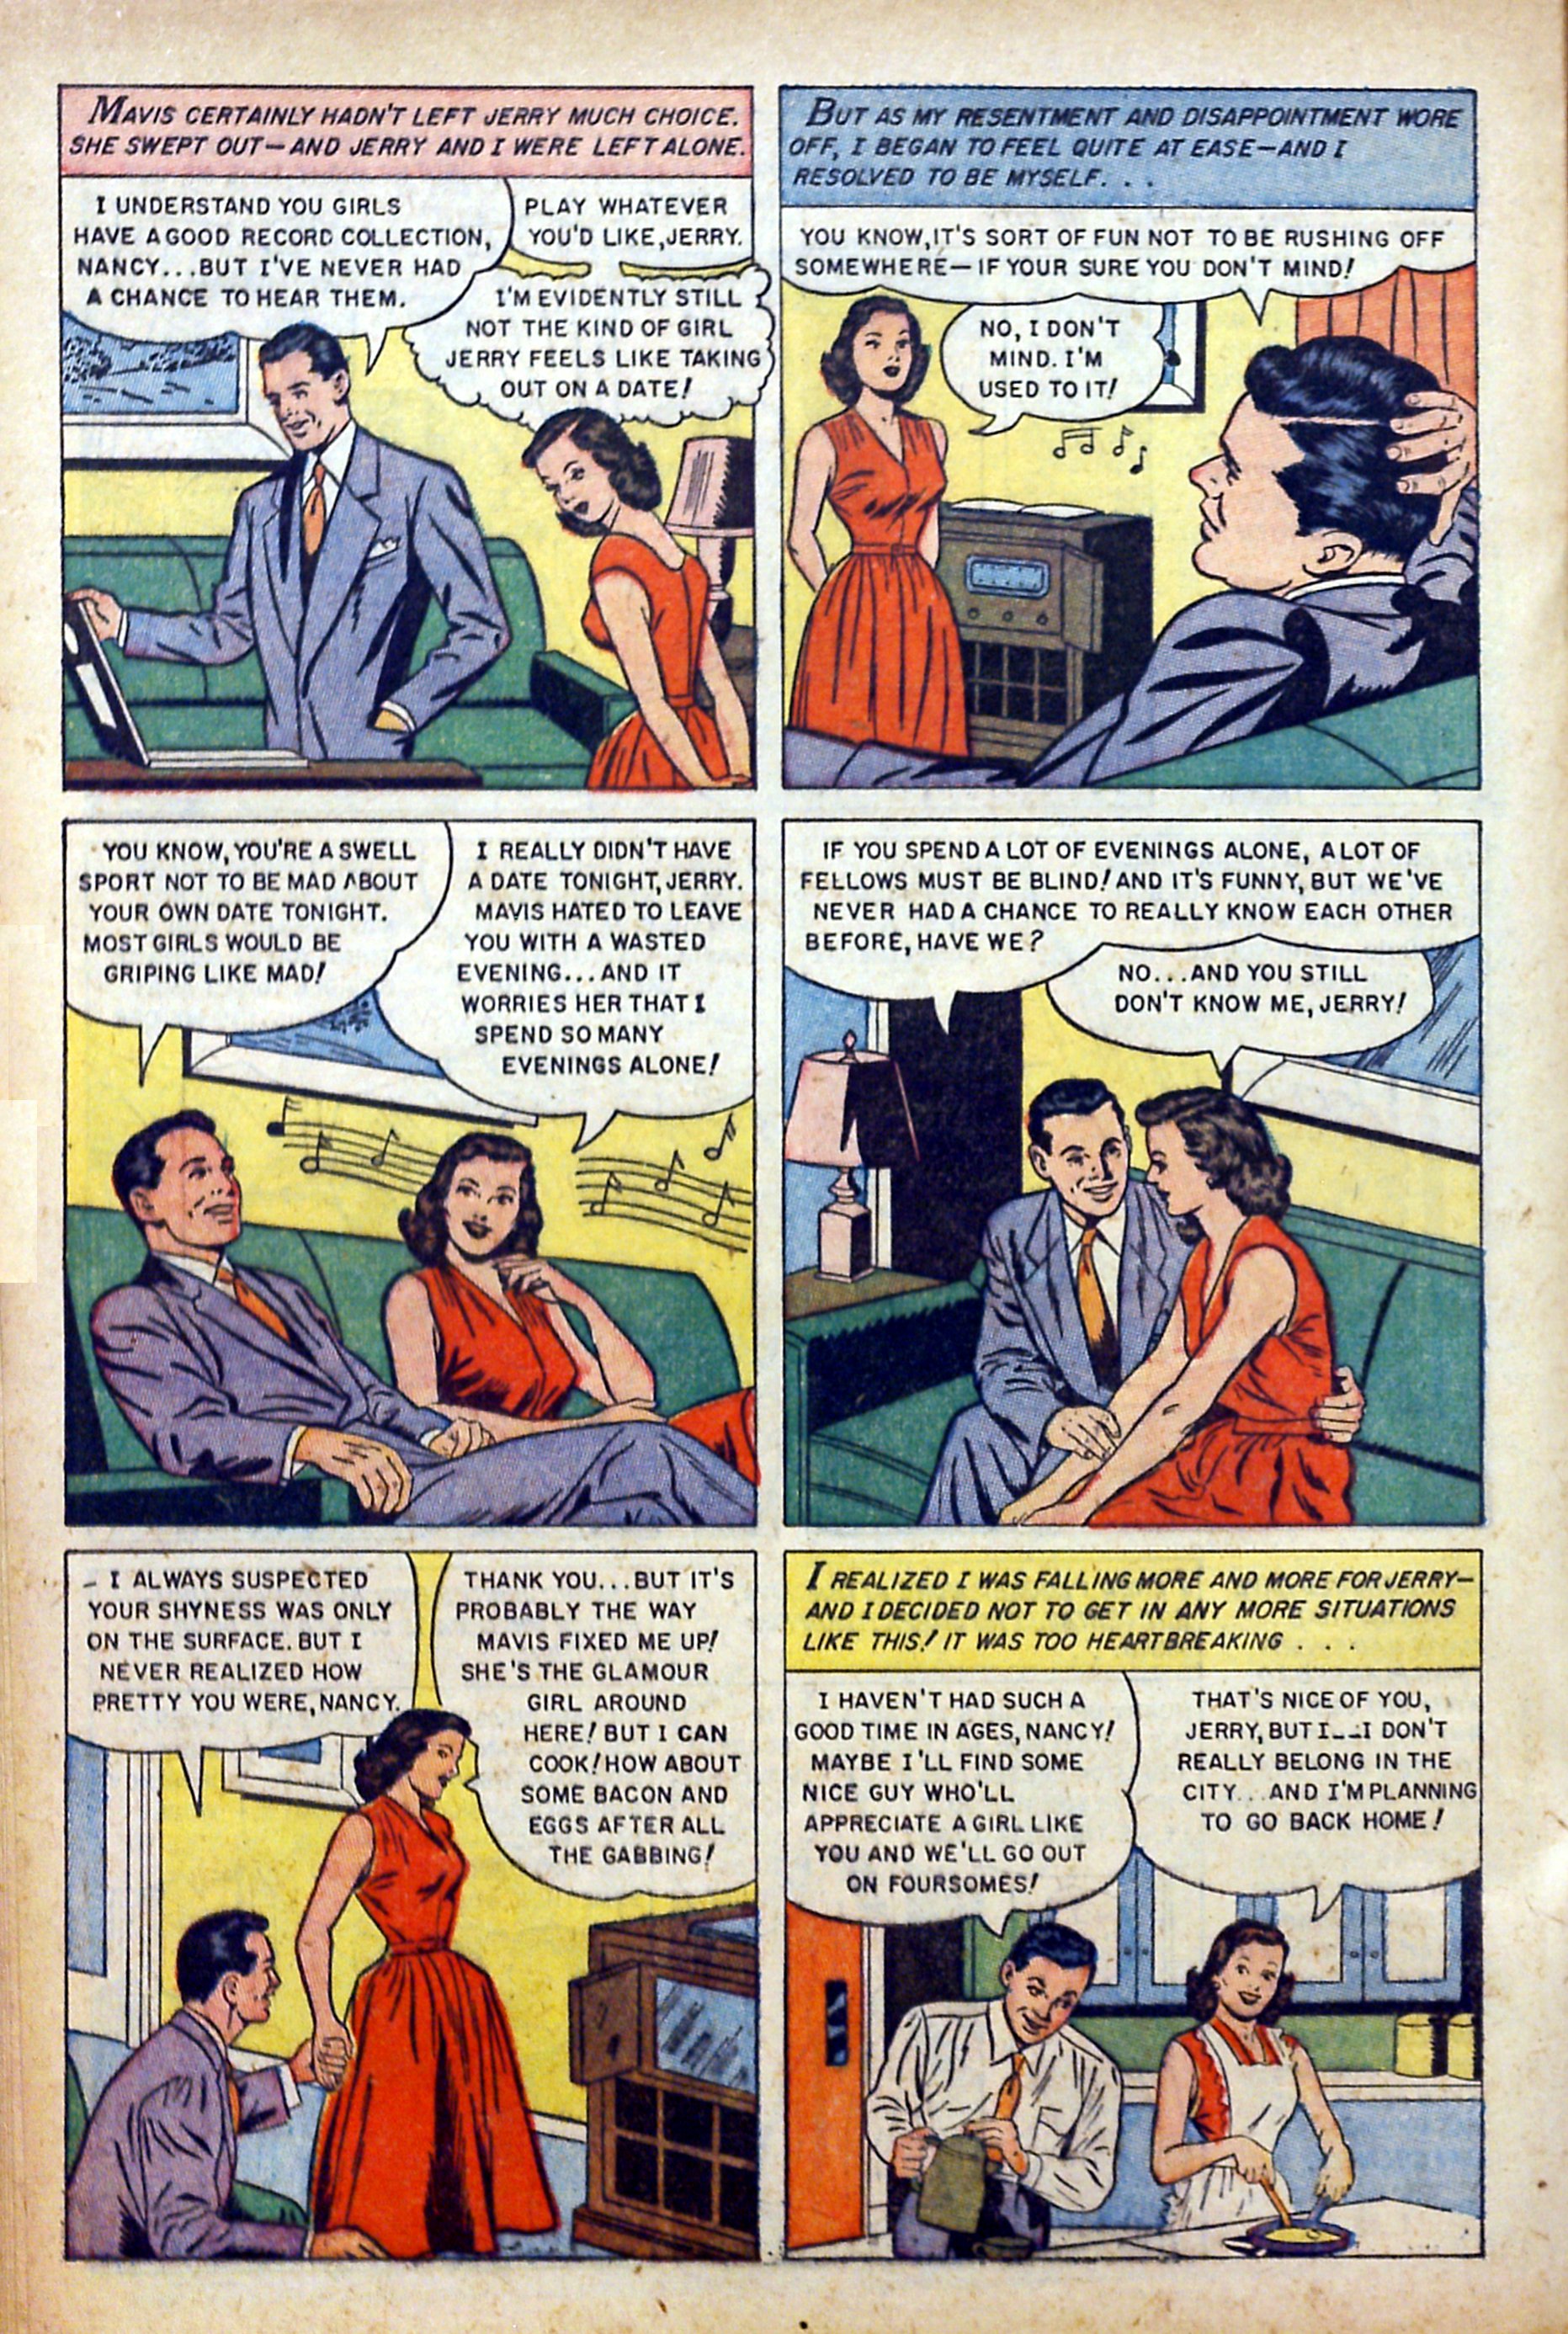 MAVIS CERTAINLY HADN'T LEFT JERRY MUCH CHOICE.
SHE SWEPT OUT—AND JERRY AND I WERE LEFT ALONE.
I UNDERSTAND YOU GIRLS
HAVE A GOOD RECORD COLLECTION,
NANCY...BUT I'VE NEVER HAD
A CHANCE TO HEAR THEM.
PLAY WHATEVER
YOU'D LIKE, JERRY.
I'M EVIDENTLY STILL
NOT THE KIND OF GIRL
JERRY FEELS LIKE TAKING
OUT ON A DATE!
BUT AS MY RESENTMENT AND DISAPPOINTMENT WORE
OFF, I BEGAN TO FEEL QUITE AT EASE—AND I
RESOLVED TO BE MYSELF. . .
YOU KNOW, IT'S SORT OF FUN NOT TO BE RUSHING OFF
SOMEWHERE—IF YOUR SURE YOU DON'T MIND!
NO, I DON'T
MIND. I'M
USED TO IT!
YOU KNOW, YOU'RE A SWELL
SPORT NOT TO BE MAD ABOUT
YOUR OWN DATE TONIGHT.
MOST GIRLS WOULD BE
GRIPING LIKE MAD!
I REALLY DIDN'T HAVE
A DATE TONIGHT, JERRY.
MAVIS HATED TO LEAVE
YOU WITH A WASTED
EVENING...AND IT
WORRIES HER THAT I
SPEND SO MANY
EVENINGS ALONE!
IF YOU SPEND A LOT OF EVENINGS ALONE, A LOT OF
FELLOWS MUST BE BLIND! AND IT'S FUNNY, BUT WE'VE
NEVER HAD A CHANCE TO REALLY KNOW EACH OTHER
BEFORE, HAVE WE?
NO...AND YOU STILL
DON'T KNOW ME, JERRY!
I ALWAYS SUSPECTED
YOUR SHYNESS WAS ONLY
ON THE SURFACE. BUT I
NEVER REALIZED HOW
PRETTY YOU WERE, NANCY.
THANK YOU...BUT IT'S
PROBABLY THE WAY
MAVIS FIXED ME UP!
SHE'S THE GLAMOUR
GIRL AROUND
HERE! BUT I CAN
COOK! HOW ABOUT
SOME BACON AND
EGGS AFTER ALL
THE GABBING!
I REALIZED I WAS FALLING MORE AND MORE FOR JERRY—
AND I DECIDED NOT TO GET IN ANY MORE SITUATIONS
LIKE THIS! IT WAS TOO HEARTBREAKING . . .
I HAVEN'T HAD SUCH A
GOOD TIME IN AGES, NANCY!
MAYBE I'LL FIND SOME
NICE GUY WHO'LL
APPRECIATE A GIRL LIKE
YOU AND WE'LL GO OUT
ON FOURSOMES!
THAT'S NICE OF YOU,
JERRY, BUT I...I DON'T
REALLY BELONG IN THE
CITY...AND I'M PLANNING
TO GO BACK HOME!